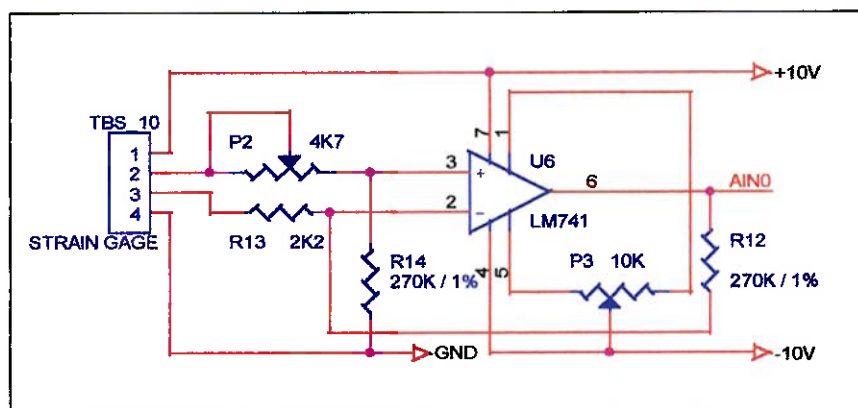 +10V
TBS_10
P2 4K7
1
2
3
4
STRAIN GAGE
R13 2K2
R14
270K / 1%
3
+
2
-
7
1
U6
6
AIN0
LM741
4
5
P3 10K
R12
270K / 1%
GND
-10V